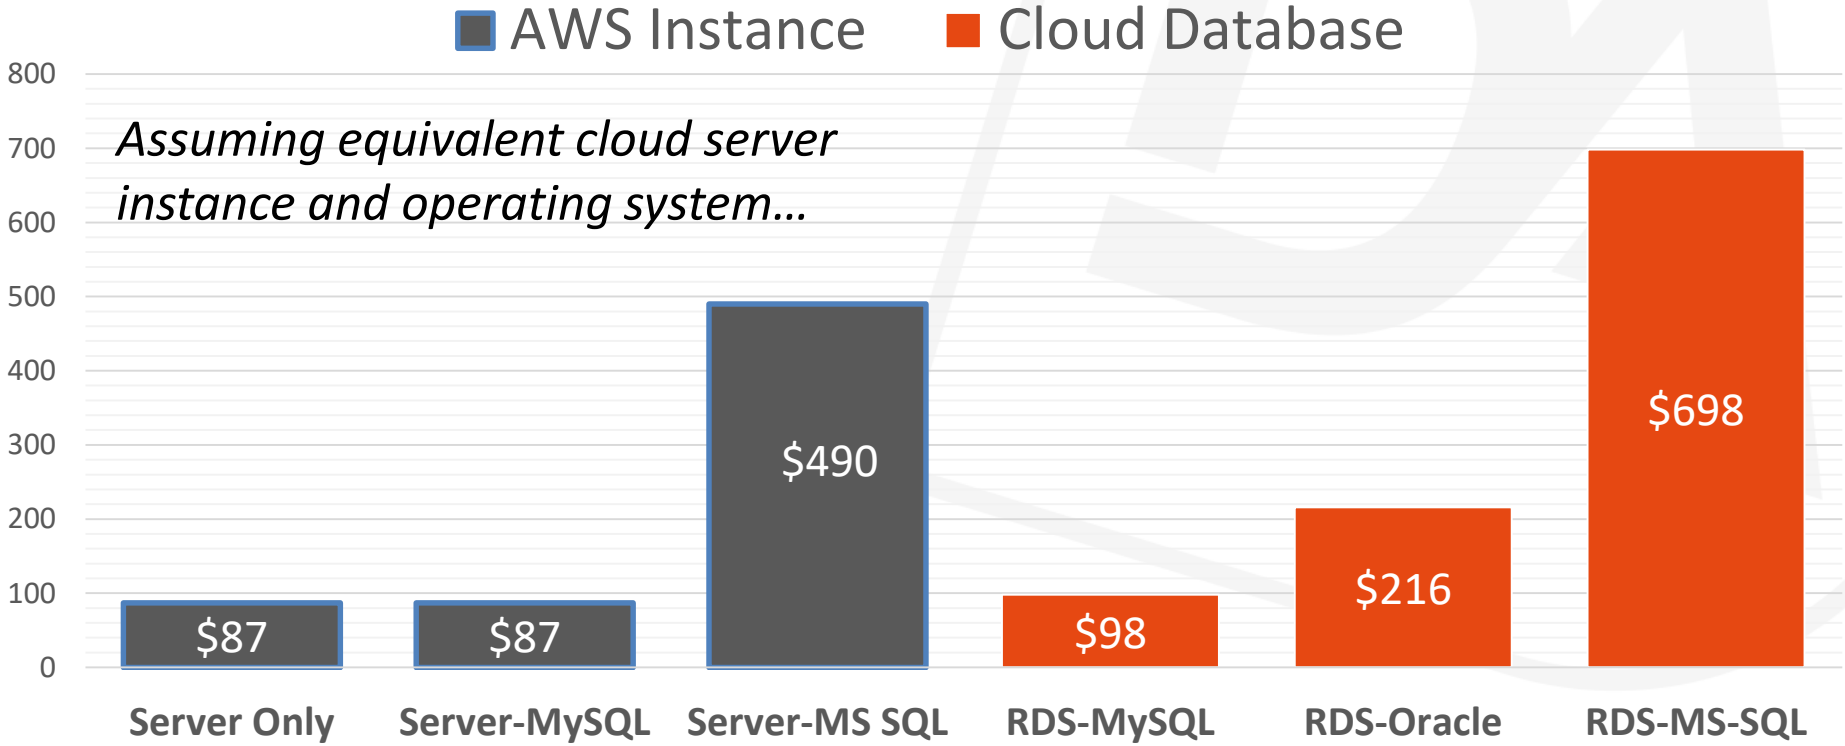 AWS Instance Cloud Database
800
700
600
500
400
300
200
100
0
Assuming equivalent cloud server
instance and operating system...
$87 $87 $490 $98 $216 $698
Server Only Server-MySQL Server-MS SQL RDS-MySQL RDS-Oracle RDS-MS-SQL